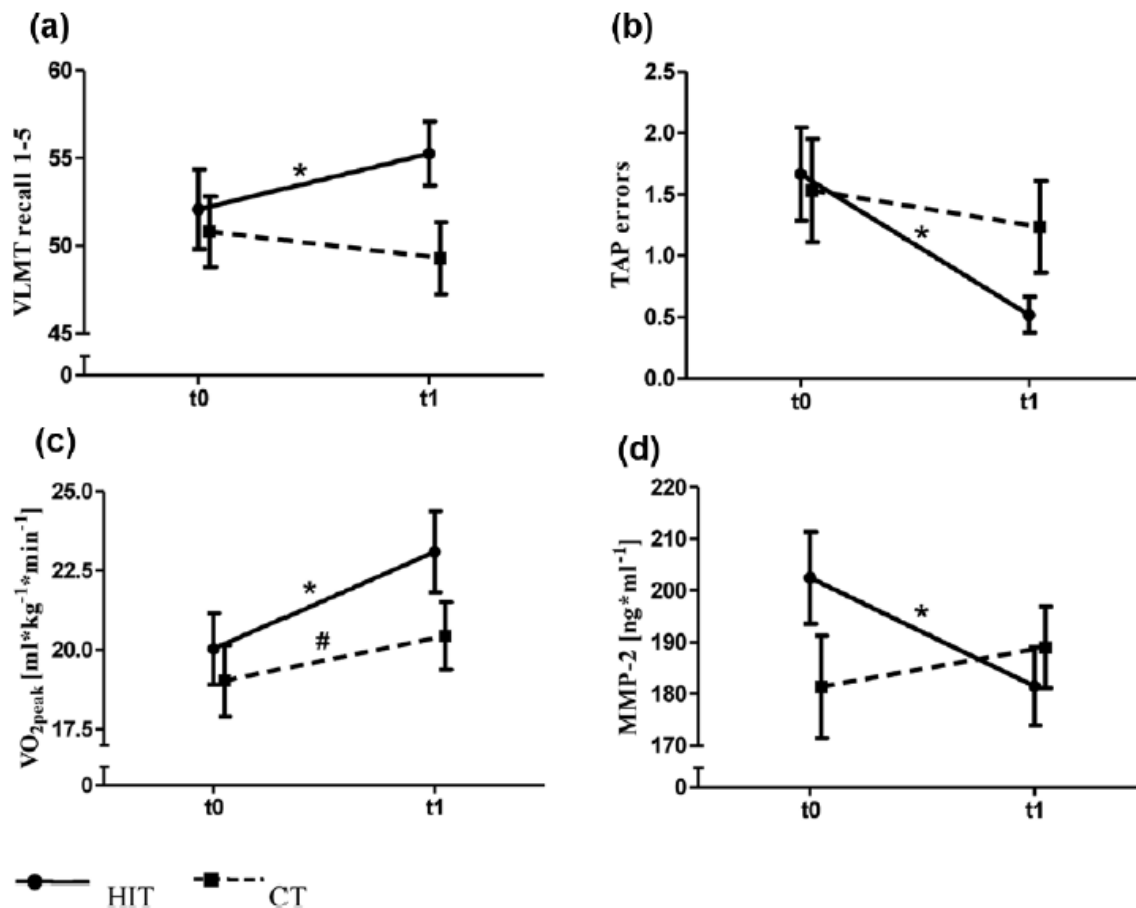 (a)
VLMT recall 1-5
60
55
50
45
0
*
t0 t1
(b)
TAP errors
2.5
2.0
1.5
1.0
0.5
0.0
*
t0 t1
(c)
VO2peak [ml*kg-1*min-1]
25.0
22.5
20.0
17.5
0
*
#
t0 t1
(d)
MMP-2 [ng*ml-1]
220
210
200
190
180
170
0
*
t0 t1
HIT CT